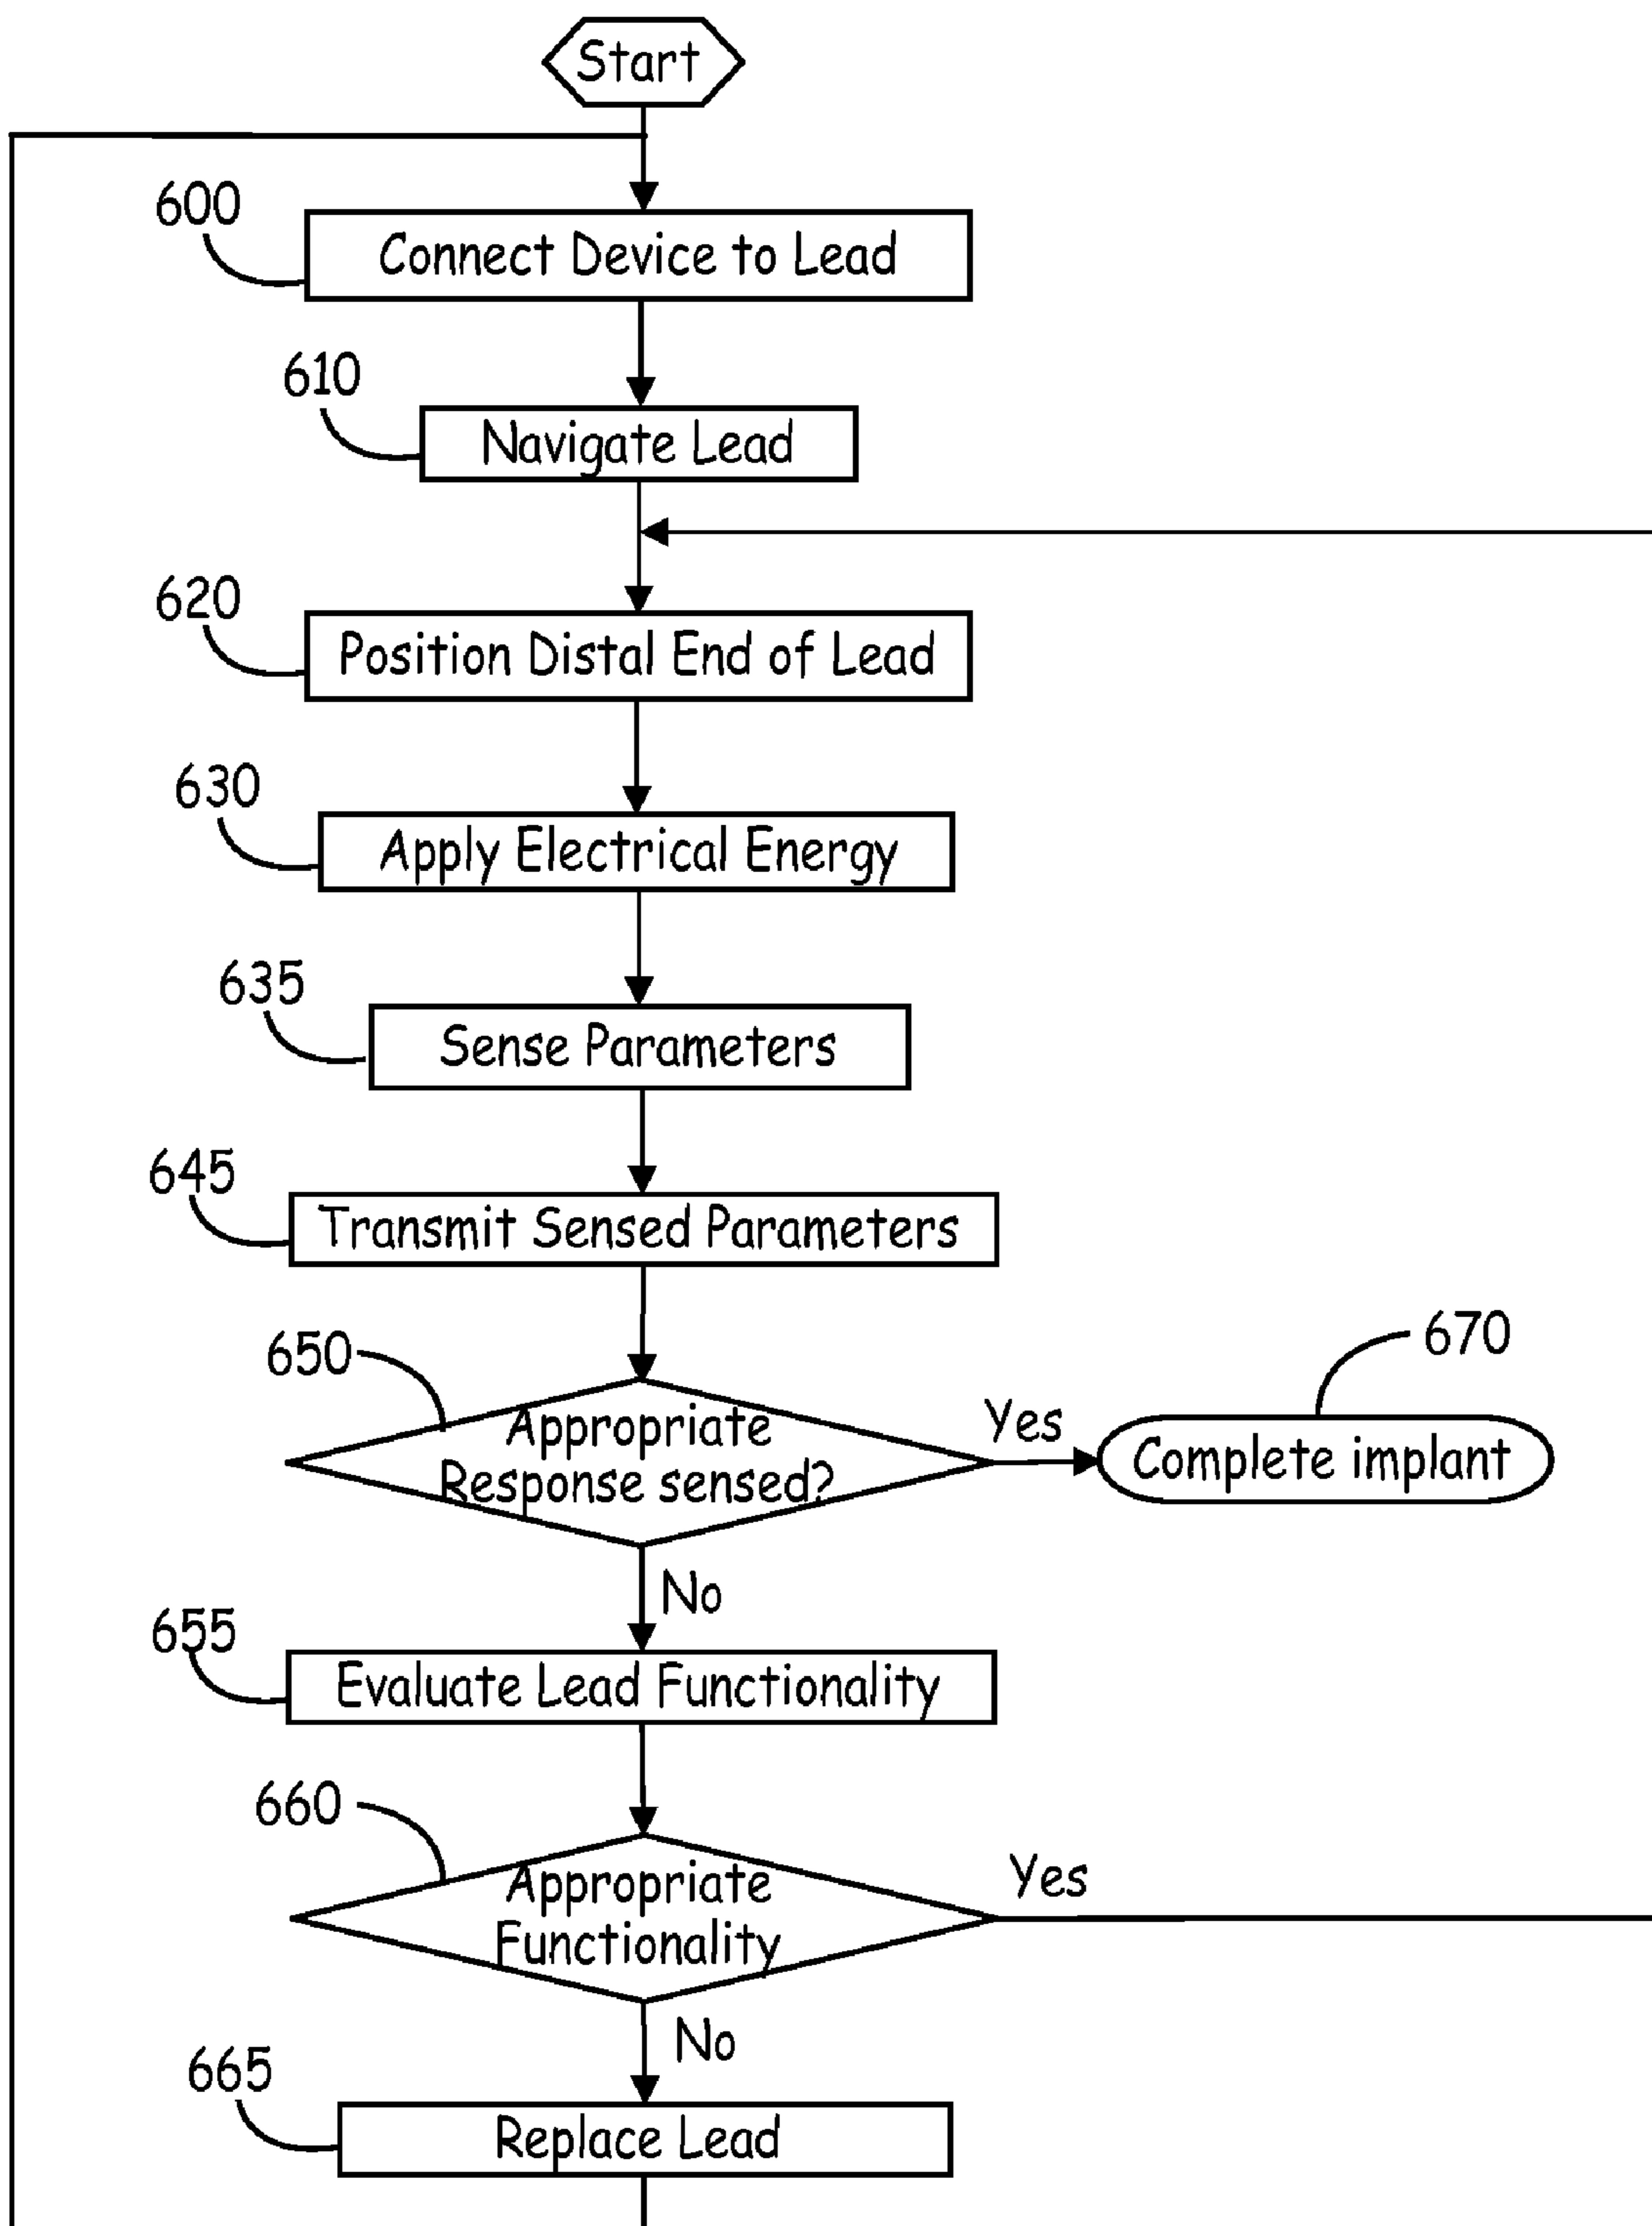 Start
600
Connect Device to Lead
610
Navigate Lead
620
Position Distal End of Lead
630
Apply Electrical Energy
635
Sense Parameters
645
Transmit Sensed Parameters
650
670
Appropriate
Response sensed?
Yes
Complete implant
No
655
Evaluate Lead Functionality
660
Appropriate
Functionality
Yes
No
665
Replace Lead